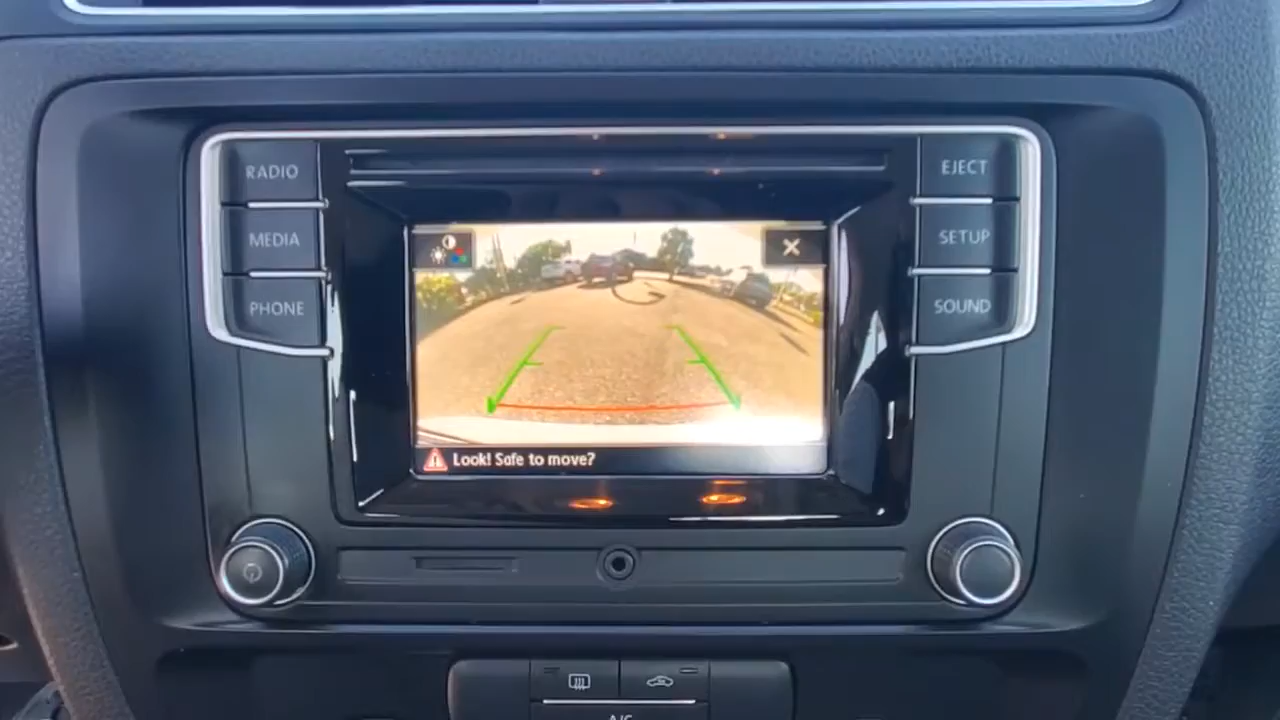 RADIO
EJECT
MEDIA
SETUP
PHONE
SOUND
Look! Safe to move?
A/C